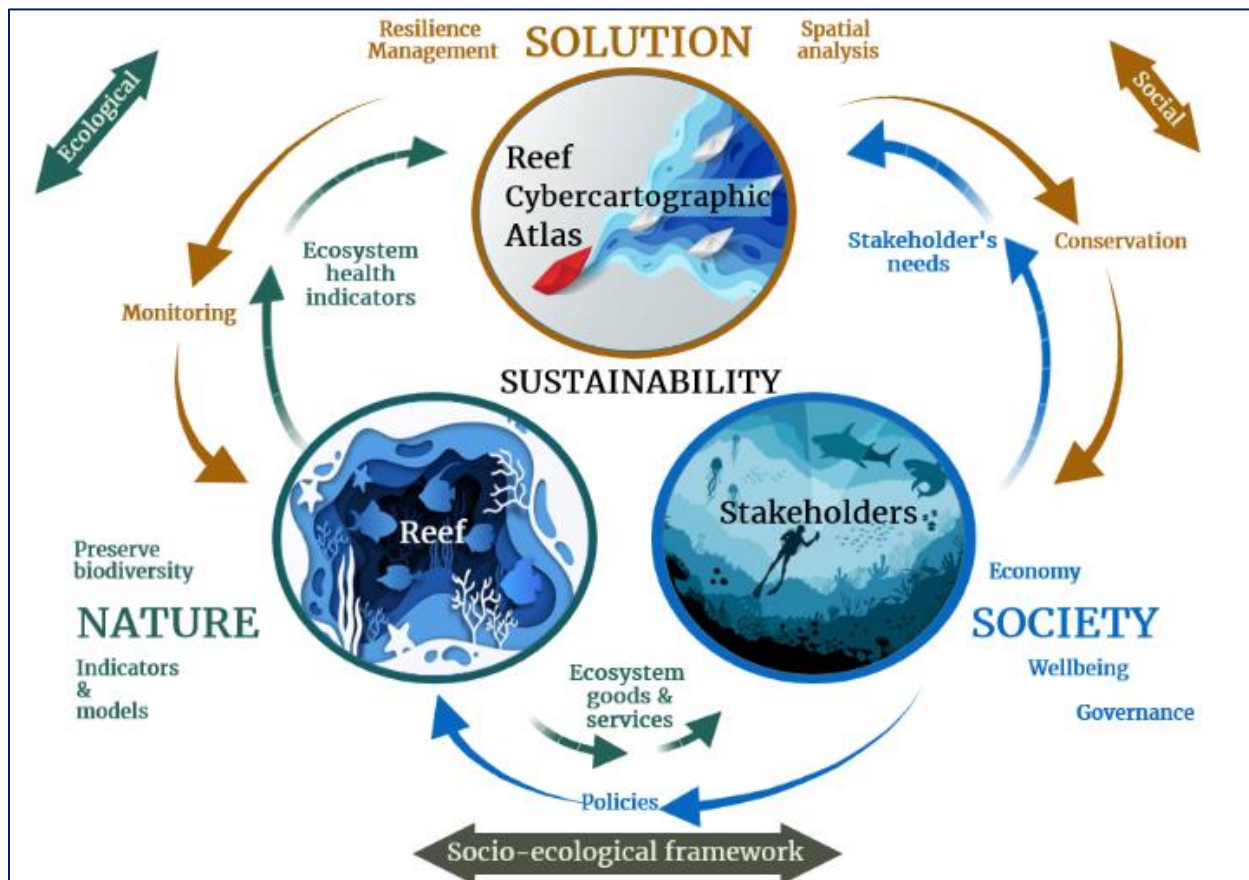 Resilience
Management
SOLUTION
Spatial
analysis
Ecological
Social
Reef
Cybercartographic
Atlas
Ecosystem
health
indicators
Stakeholder's
needs
Conservation
Monitoring
SUSTAINABILITY
Reef
Stakeholders
Preserve
biodiversity
NATURE
Indicators
&
models
Economy
SOCIETY
Wellbeing
Governance
Ecosystem
goods &
services
Policies
Socio-ecological framework